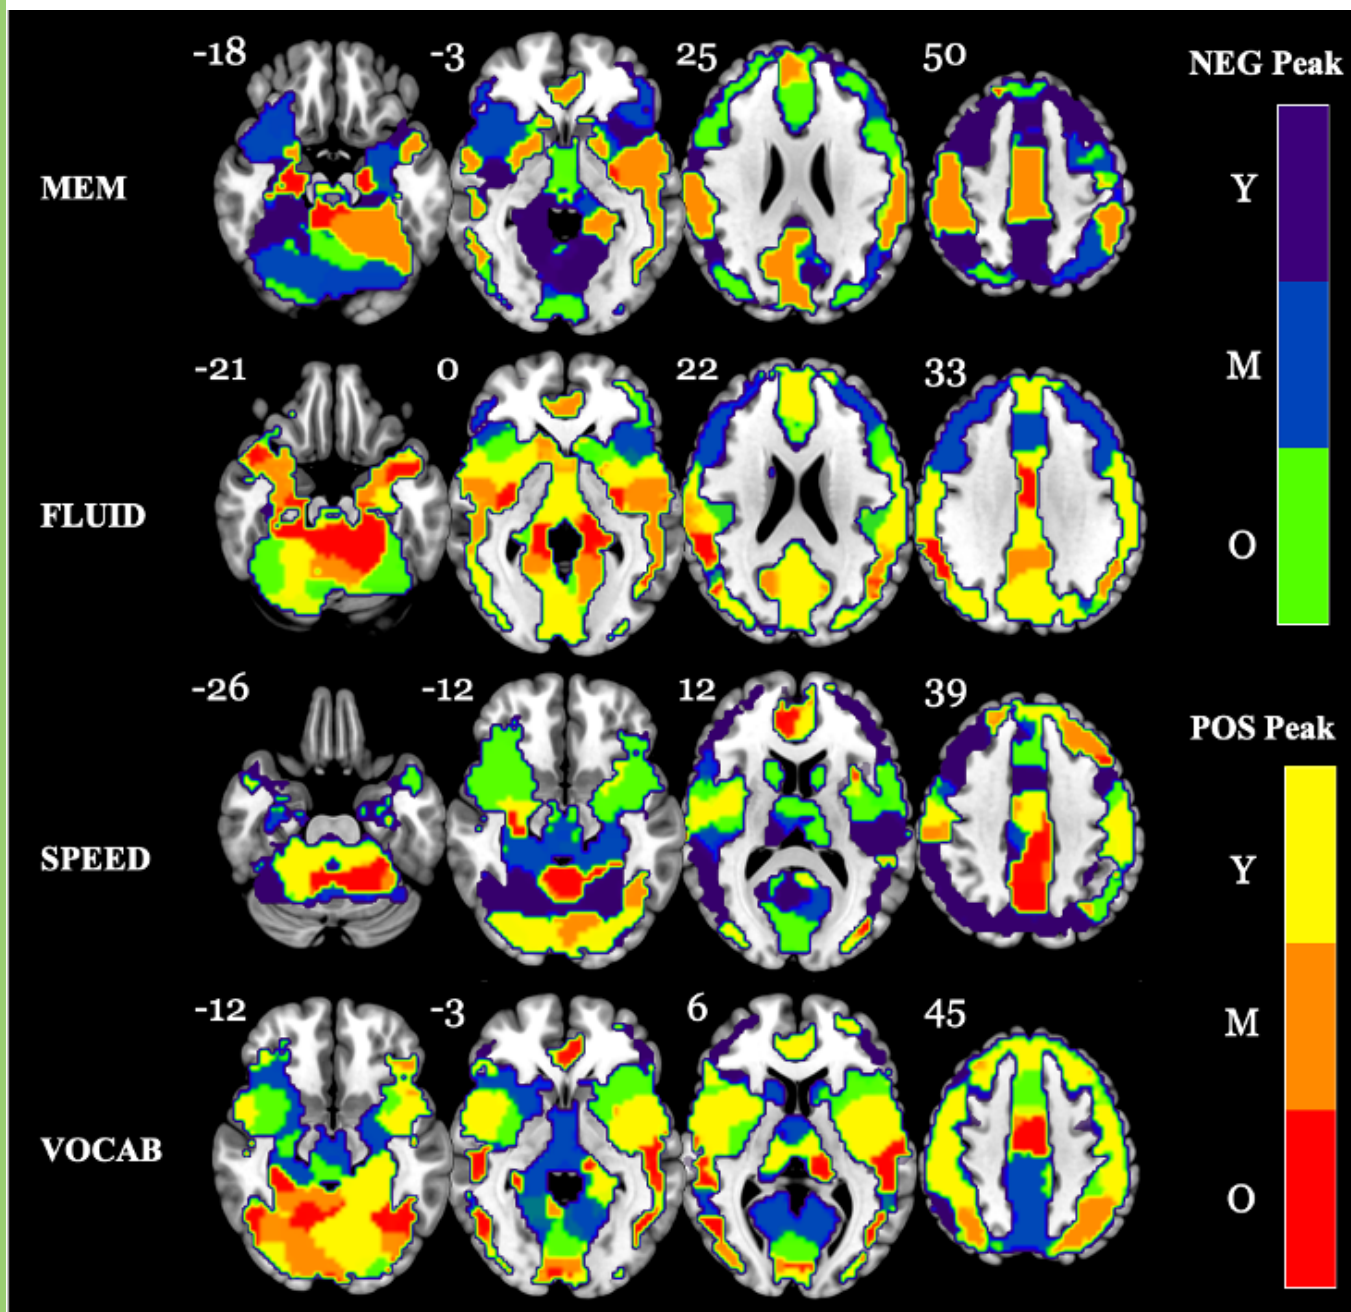 -18 -3 25 50 NEG Peak
MEM
Y
M
O
-21 0 22 33
FLUID
-26 -12 12 39
POS Peak
SPEED
Y
M
O
-12 -3 6 45
VOCAB